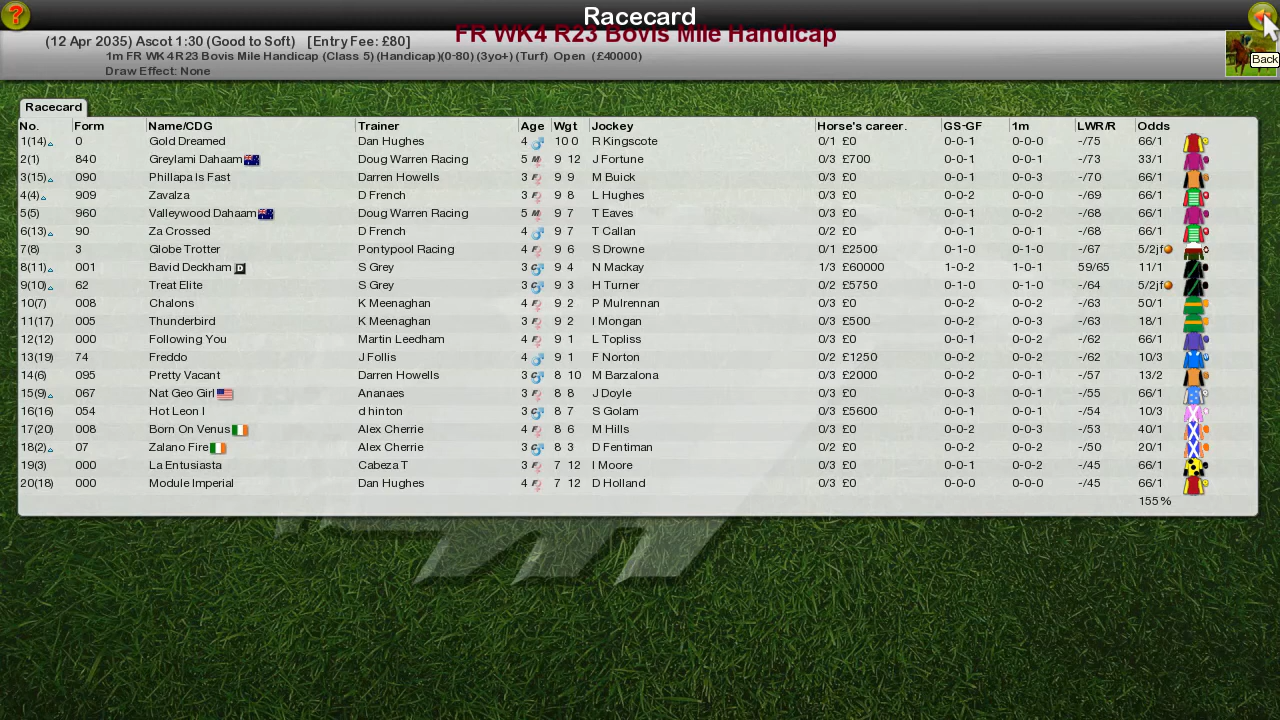 Racecard
FR WK4 R23 Bovis Mile Handicap
(12 Apr 2035) Ascot 1:30 (Good to Soft) [Entry Fee: £80]
1m FR WK4 R23 Bovis Mile Handicap (Class 5) (Handicap)(0-80) (3yo+) (Turf) Open (£40000)
Draw Effect: None
Back
Racecard
No. Form Name/CDG Trainer Age Wgt Jockey Horse's career. GS-GF 1m LWR/R Odds
1(14) 0 Gold Dreamed Dan Hughes 4 10 0 R Kingscote 0/1 £0 0-0-1 0-0-0 -/75 66/1
2(1) 840 Greylami Dahaam Doug Warren Racing 5 M 9 12 J Fortune 0/3 £700 0-0-1 0-0-1 -/73 33/1
3(15) 090 Phillapa Is Fast Darren Howells 3 F 9 9 M Buick 0/3 £0 0-0-1 0-0-3 -/70 66/1
4(4) 909 Zavalza D French 3 F 9 8 L Hughes 0/3 £0 0-0-2 0-0-0 -/69 66/1
5(5) 960 Valleywood Dahaam Doug Warren Racing 5 M 9 7 T Eaves 0/3 £0 0-0-1 0-0-2 -/68 66/1
6(13) 90 Za Crossed D French 4 9 7 T Callan 0/2 £0 0-0-1 0-0-1 -/68 66/1
7(8) 3 Globe Trotter Pontypool Racing 4 F 9 6 S Drowne 0/1 £2500 0-1-0 0-1-0 -/67 5/2jf
8(11) 001 Bavid Deckham D S Grey 3 C 9 4 N Mackay 1/3 £60000 1-0-2 1-0-1 59/65 11/1
9(10) 62 Treat Elite S Grey 3 C 9 3 H Turner 0/2 £5750 0-1-0 0-1-0 -/64 5/2jf
10(7) 008 Chalons K Meenaghan 4 F 9 2 P Mulrennan 0/3 £0 0-0-2 0-0-2 -/63 50/1
11(17) 005 Thunderbird K Meenaghan 3 F 9 2 I Mongan 0/3 £500 0-0-2 0-0-3 -/63 18/1
12(12) 000 Following You Martin Leedham 4 F 9 1 L Topliss 0/3 £0 0-0-1 0-0-2 -/62 66/1
13(19) 74 Freddo J Follis 4 9 1 F Norton 0/2 £1250 0-0-2 0-0-2 -/62 10/3
14(6) 095 Pretty Vacant Darren Howells 3 C 8 10 M Barzalona 0/3 £2000 0-0-2 0-0-1 -/57 13/2
15(9) 067 Nat Geo Girl Ananaes 3 F 8 8 J Doyle 0/3 £0 0-0-3 0-0-1 -/55 66/1
16(16) 054 Hot Leon I d hinton 3 C 8 7 S Golam 0/3 £5600 0-0-1 0-0-2 -/54 10/3
17(20) 008 Born On Venus Alex Cherrie 4 F 8 6 M Hills 0/3 £0 0-0-2 0-0-3 -/53 40/1
18(2) 07 Zalano Fire Alex Cherrie 3 C 8 3 D Fentiman 0/2 £0 0-0-2 0-0-2 -/50 20/1
19(3) 000 La Entusiasta Cabeza T 3 F 7 12 I Moore 0/3 £0 0-0-1 0-0-2 -/45 66/1
20(18) 000 Module Imperial Dan Hughes 4 F 7 12 D Holland 0/3 £0 0-0-0 0-0-0 -/45 66/1
155%